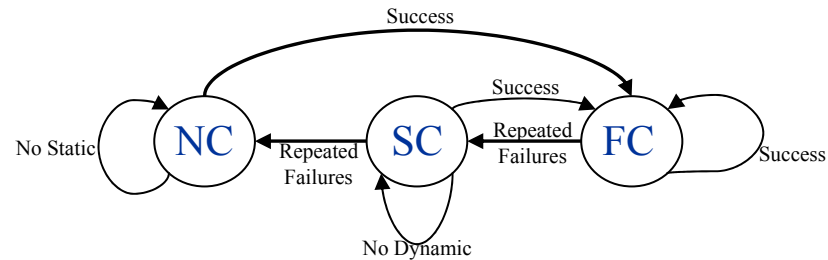 Success
Success
No Static
NC
Repeated
Failures
SC
Repeated
Failures
FC
Success
No Dynamic